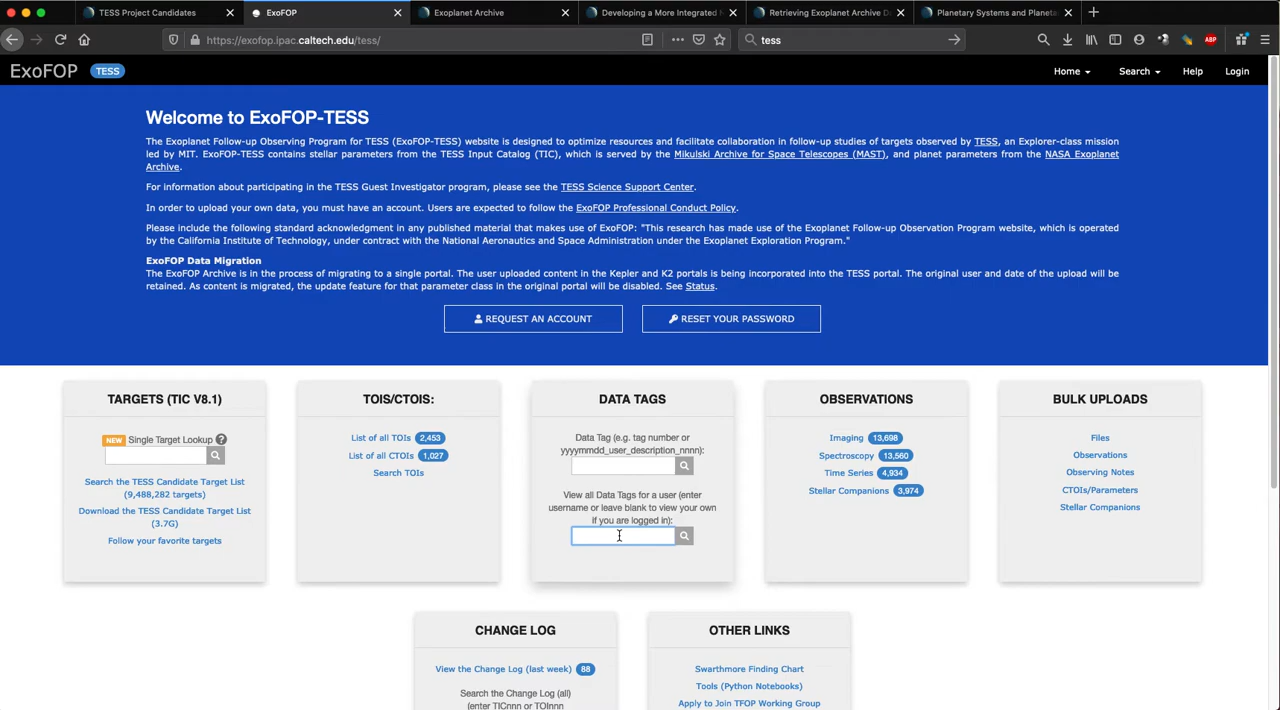 TESS Project Candidates
ExoFOP
Exoplanet Archive
Developing a More Integrated
Retrieving Exoplanet Archive D
Planetary Systems and Planeta
https://exofop.ipac.caltech.edu/tess/
tess
ABP
ExoFOP TESS
Home Search Help Login
Welcome to ExoFOP-TESS
The Exoplanet Follow-up Observing Program for TESS (ExoFOP-TESS) website is designed to optimize resources and facilitate collaboration in follow-up studies of targets observed by TESS, an Explorer-class mission
led by MIT. ExoFOP-TESS contains stellar parameters from the TESS Input Catalog (TIC), which is served by the Mikulski Archive for Space Telescopes (MAST), and planet parameters from the NASA Exoplanet
Archive.
For information about participating in the TESS Guest Investigator program, please see the TESS Science Support Center.
In order to upload your own data, you must have an account. Users are expected to follow the ExoFOP Professional Conduct Policy.
Please include the following standard acknowledgment in any published material that makes use of ExoFOP: "This research has made use of the Exoplanet Follow-up Observation Program website, which is operated
by the California Institute of Technology, under contract with the National Aeronautics and Space Administration under the Exoplanet Exploration Program."
ExoFOP Data Migration
The ExoFOP Archive is in the process of migrating to a single portal. The user uploaded content in the Kepler and K2 portals is being incorporated into the TESS portal. The original user and date of the upload will be
retained. As content is migrated, the update feature for that parameter class in the original portal will be disabled. See Status.
REQUEST AN ACCOUNT
RESET YOUR PASSWORD
TARGETS (TIC V8.1)
NEW Single Target Lookup ?
Search the TESS Candidate Target List
(9,488,282 targets)
Download the TESS Candidate Target List
(3.7G)
Follow your favorite targets
TOIS/CTOIS:
List of all TOIs 2,453
List of all CTOIs 1,027
Search TOIs
DATA TAGS
Data Tag (e.g. tag number or
yyyymmdd_user_description_nnnn):
View all Data Tags for a user (enter
username or leave blank to view your own
if you are logged in):
OBSERVATIONS
Imaging 13,698
Spectroscopy 13,560
Time Series 4,934
Stellar Companions 3,974
BULK UPLOADS
Files
Observations
Observing Notes
CTOIs/Parameters
Stellar Companions
CHANGE LOG
View the Change Log (last week) 88
Search the Change Log (all)
(enter TICnnn or TOInnn
OTHER LINKS
Swarthmore Finding Chart
Tools (Python Notebooks)
Apply to Join TFOP Working Group